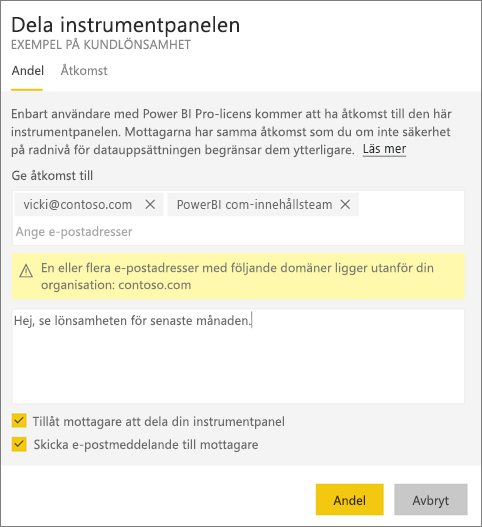 Dela instrumentpanelen
EXEMPEL PÅ KUNDLÖNSAMHET
Andel Åtkomst
Enbart användare med Power BI Pro-licens kommer att ha åtkomst till den här
instrumentpanelen. Mottagarna har samma åtkomst som du om inte säkerhet
på radnivå för datauppsättning begränsar dem ytterligare. Läs mer
Ge åtkomst till
vicki@contoso.com PowerBI com-innehållsteam
Ange e-postadresser
En eller flera e-postadresser med följande domäner ligger utanför din
organisation: contoso.com
Hej, se lönsamheten för senaste månaden.
Tillåt mottagare att dela din instrumentpanel
Skicka e-postmeddelande till mottagare
Andel Avbryt